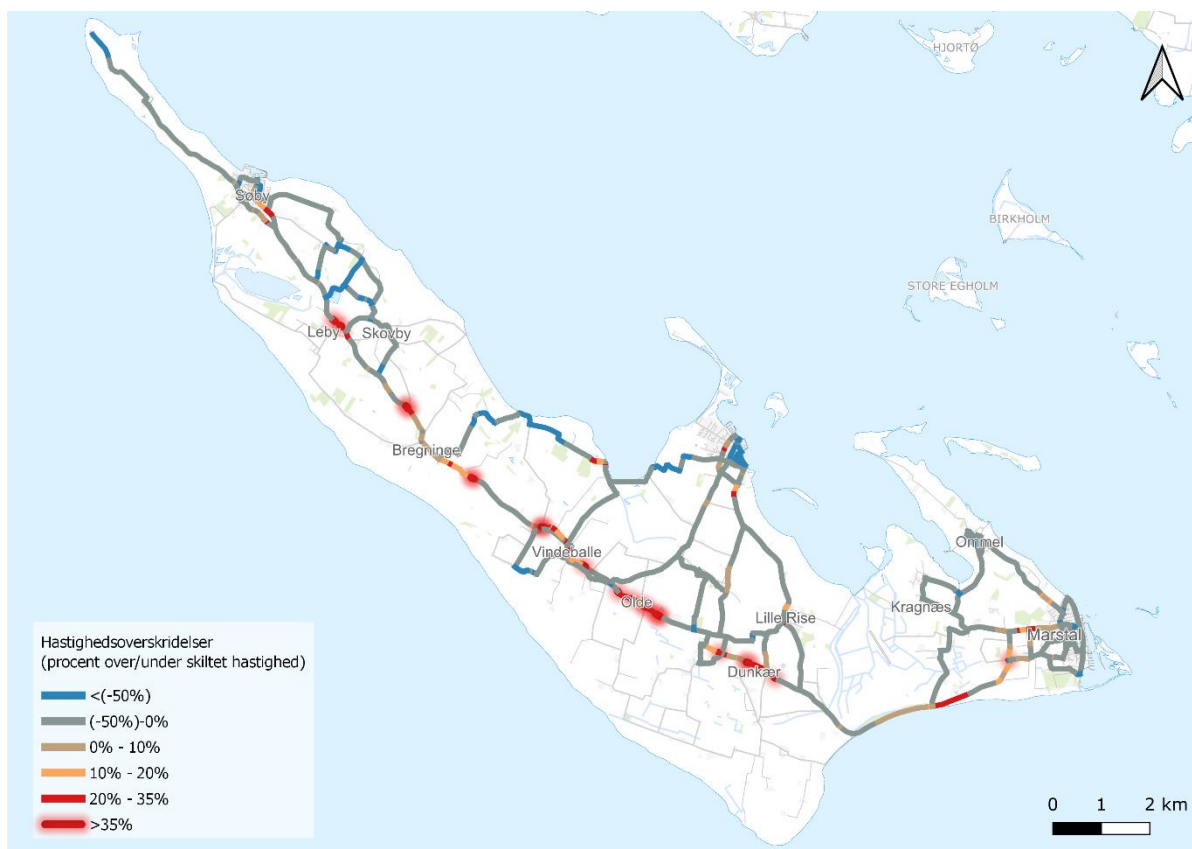 HJORTØ
Søby
BIRKHOLM
STORE EGHOLM
Leby
Skovby
Bregninge
Ommel
Vindeballe
Kragnæs
Olde
Lille Rise
Marstal
Dunkær
Hastighedsoverskridelser
(procent over/under skiltet hastighed)
<(-50%)
(-50%)-0%
0% - 10%
10% - 20%
20% - 35%
>35%
0 1 2 km